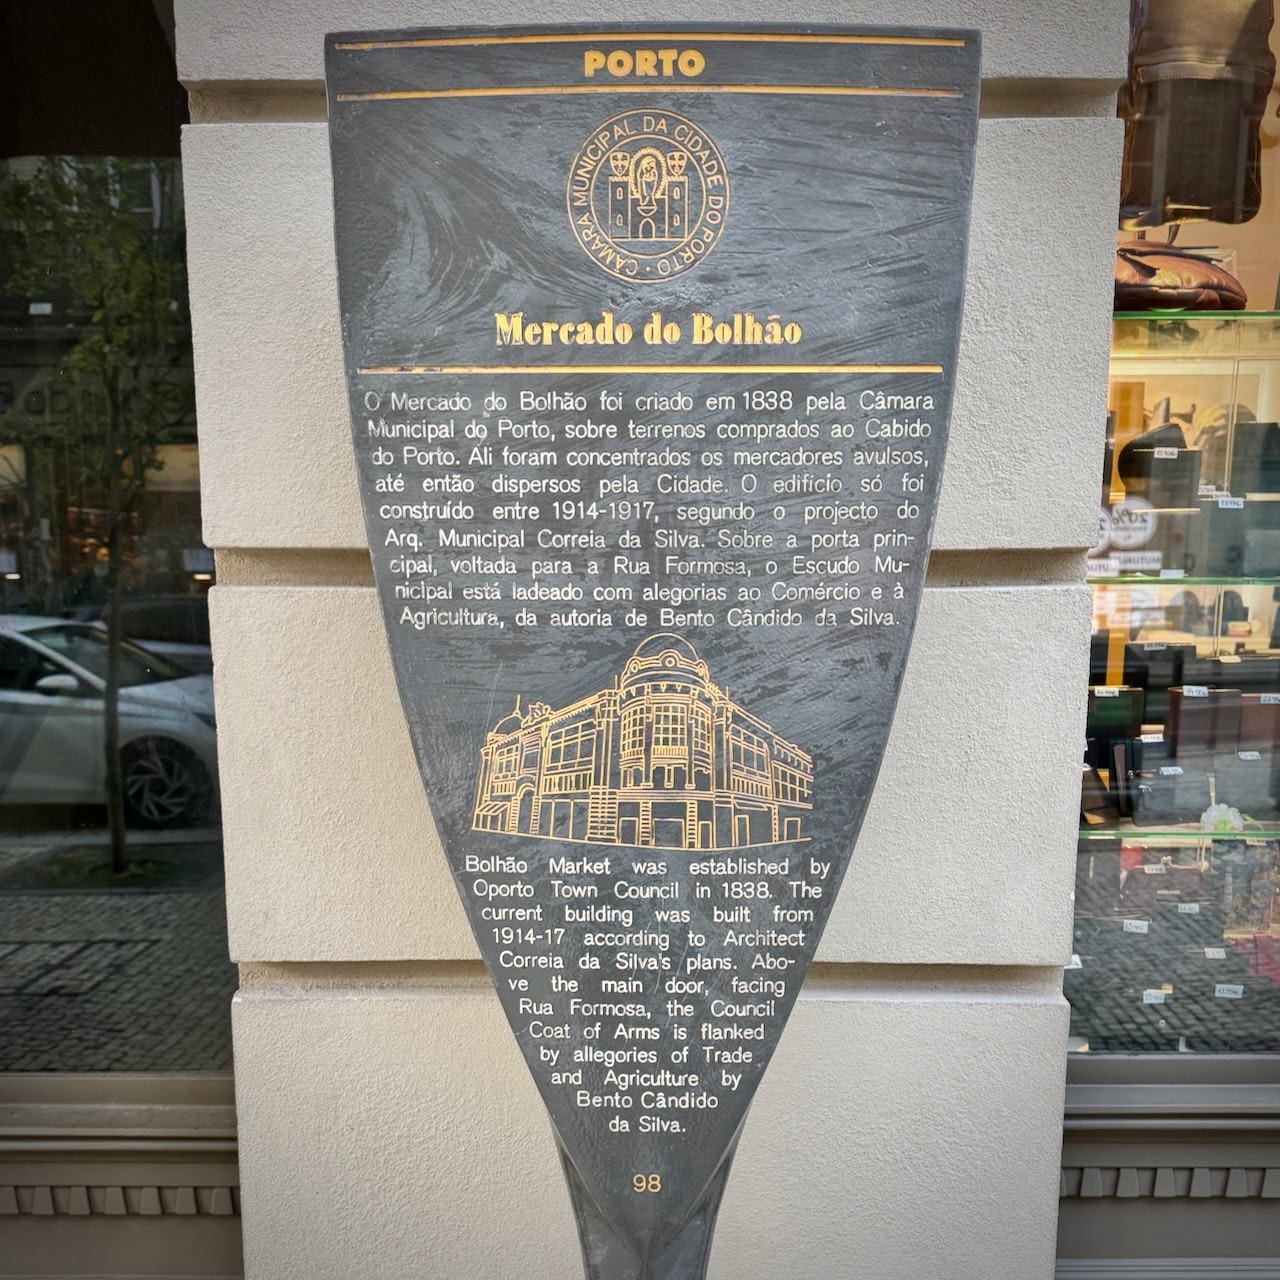 PORTO
CÂMARA MUNICIPAL DA CIDADE DO PORTO ·
Mercado do Bolhão
O Mercado do Bolhão foi criado em 1838 pela Câmara
Municipal do Porto, sobre terrenos comprados ao Cabido
do Porto. Ali foram concentrados os mercadores avulsos,
até então dispersos pela Cidade. O edifício só foi
construído entre 1914-1917, segundo o projecto do
Arq. Municipal Correia da Silva. Sobre a porta prin-
cipal, voltada para a Rua Formosa, o Escudo Mu-
nicipal está ladeado com alegorias ao Comércio e à
Agricultura, da autoria de Bento Cândido da Silva.
Bolhão Market was established by
Oporto Town Council in 1838. The
current building was built from
1914-17 according to Architect
Correia da Silva's plans. Abo-
ve the main door, facing
Rua Formosa, the Council
Coat of Arms is flanked
by allegories of Trade
and Agriculture by
Bento Cândido
da Silva.
98